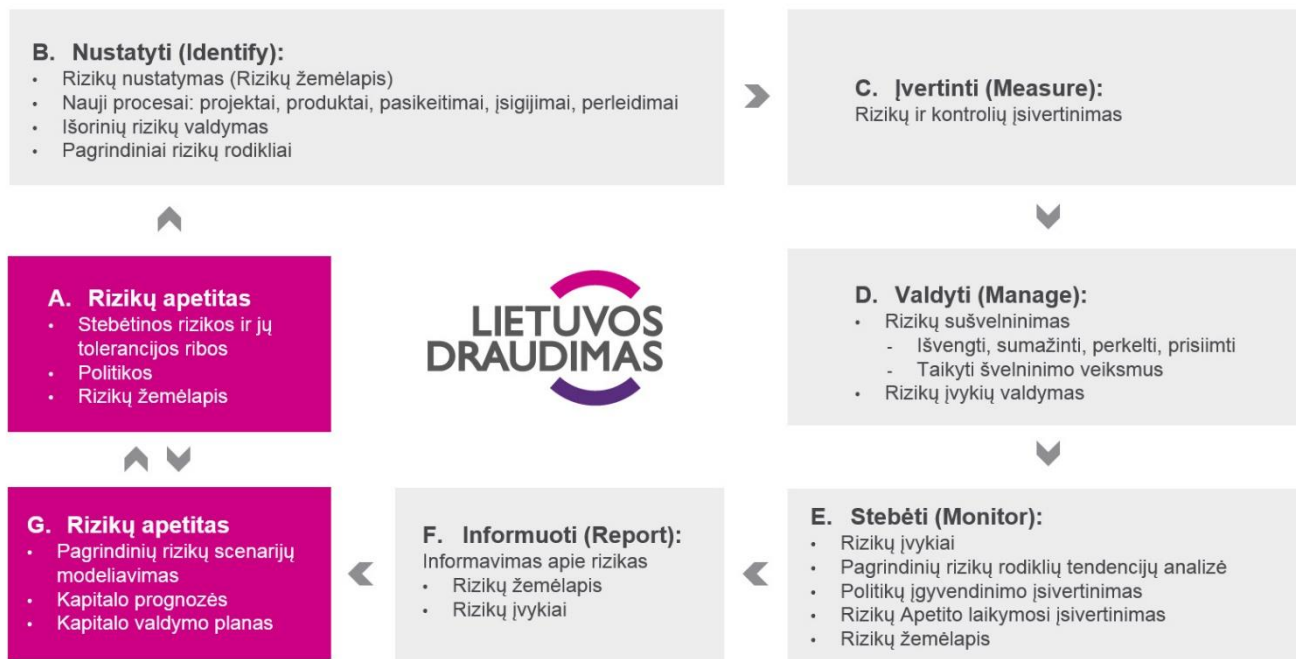 B. Nustatyti (Identify):
• Rizikų nustatymas (Rizikų žemėlapis)
• Nauji procesai: projektai, produktai, pasikeitimai, įsigijimai, perleidimai
• Išorinių rizikų valdymas
• Pagrindiniai rizikų rodikliai
C. Įvertinti (Measure):
Rizikų ir kontrolių įsivertinimas
A. Rizikų apetitas
• Stebėtinos rizikos ir jų
tolerancijos ribos
• Politikos
• Rizikų žemėlapis
LIETUVOS
DRAUDIMAS
D. Valdyti (Manage):
• Rizikų sušvelninimas
- Išvengti, sumažinti, perkelti, prisiimti
- Taikyti švelninimo veiksmus
• Rizikų įvykių valdymas
G. Rizikų apetitas
• Pagrindinių rizikų scenarijų
modeliavimas
• Kapitalo prognozės
• Kapitalo valdymo planas
F. Informuoti (Report):
Informavimas apie rizikas
• Rizikų žemėlapis
• Rizikų įvykiai
E. Stebėti (Monitor):
• Rizikų įvykiai
• Pagrindinių rizikų rodiklių tendencijų analizė
• Politikų įgyvendinimo įsivertinimas
• Rizikų Apetito laikymosi įsivertinimas
• Rizikų žemėlapis